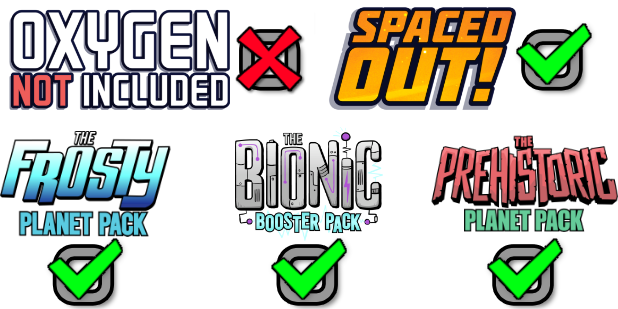 OXYGEN
NOT INCLUDED
SPACED
OUT!
THE
FROSTY
PLANET PACK
THE
BIONIC
BOOSTER PACK
THE
PREHISTORIC
PLANET PACK